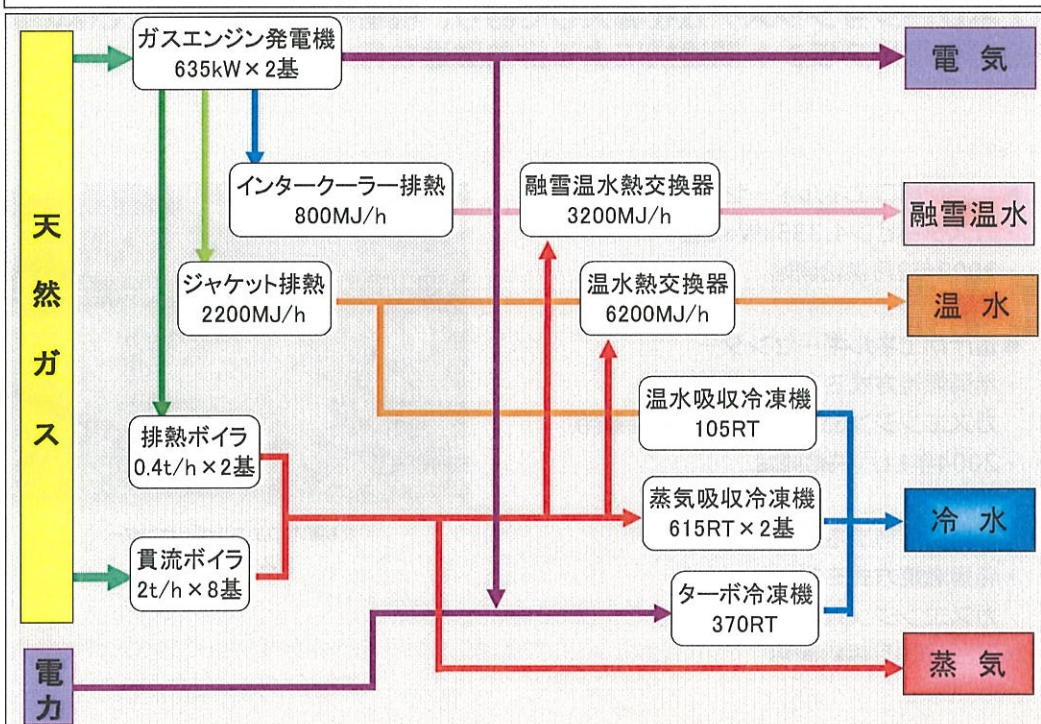 ガスエンジン発電機
635kW×2基
電気
インタークーラー排熱
800MJ/h
融雪温水熱交換器
3200MJ/h
融雪温水
天然ガス
ジャケット排熱
2200MJ/h
温水熱交換器
6200MJ/h
温水
温水吸収冷凍機
105RT
排熱ボイラ
0.4t/h×2基
蒸気吸収冷凍機
615RT×2基
冷水
貫流ボイラ
2t/h×8基
ターボ冷凍機
370RT
電力
蒸気